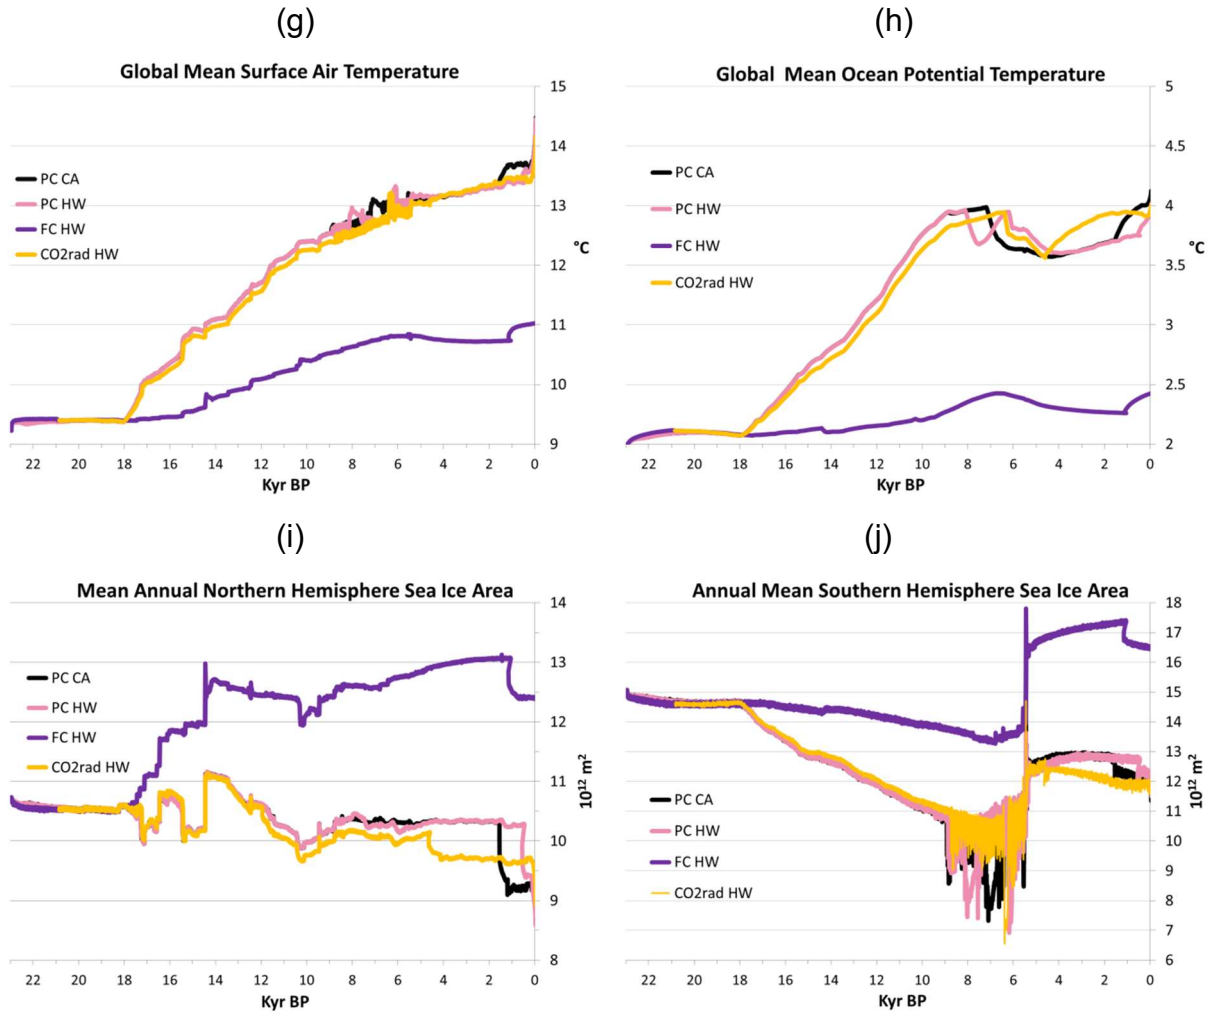 (g)
Global Mean Surface Air Temperature
15
14
13
12
11
10
9
°C
PC CA
PC HW
FC HW
CO2rad HW
22 20 18 16 14 12 10 8 6 4 2 0
Kyr BP
(h)
Global Mean Ocean Potential Temperature
5
4.5
4
3.5
3
2.5
2
°C
PC CA
PC HW
FC HW
CO2rad HW
22 20 18 16 14 12 10 8 6 4 2 0
Kyr BP
(i)
Mean Annual Northern Hemisphere Sea Ice Area
14
13
12
11
10
9
8
10¹² m²
PC CA
PC HW
FC HW
CO2rad HW
22 20 18 16 14 12 10 8 6 4 2 0
Kyr BP
(j)
Annual Mean Southern Hemisphere Sea Ice Area
18
17
16
15
14
13
12
11
10
9
8
7
6
10¹² m²
PC CA
PC HW
FC HW
CO2rad HW
22 20 18 16 14 12 10 8 6 4 2 0
Kyr BP